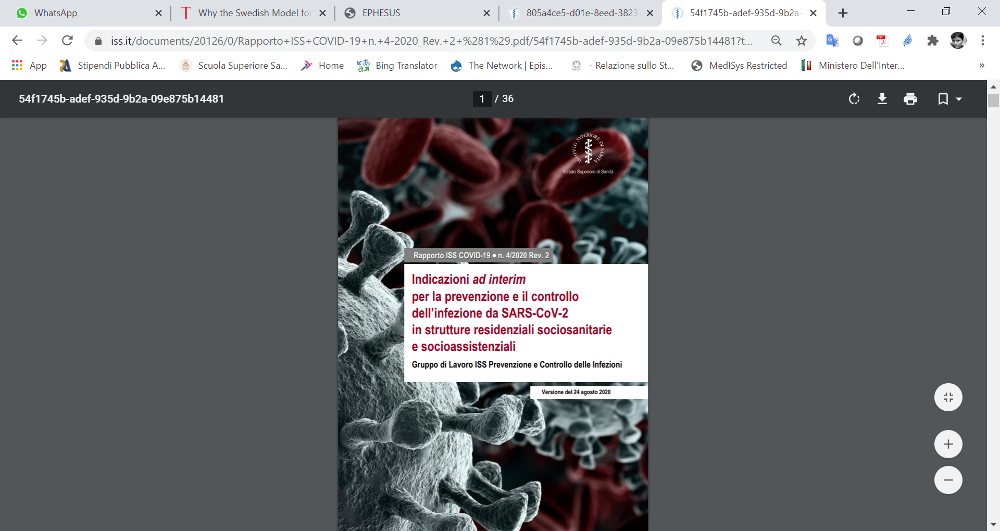 WhatsApp
Why the Swedish Model fo
EPHESUS
805a4ce5-d01e-8eed-3823
54f1745b-adef-935d-9b2a-
iss.it/documents/20126/0/Rapporto+ISS+COVID-19+n.+4-2020_Rev.+2+%281%29.pdf/54f1745b-adef-935d-9b2a-09e875b14481?t...
App
Stipendi Pubblica A...
Scuola Superiore Sa...
Home
Bing Translator
The Network | Epis...
- Relazione sullo St...
MedISys Restricted
Ministero Dell'Inter...
»
54f1745b-adef-935d-9b2a-09e875b14481
1 / 36
ISTITVTO SVPERIORE DI SANITA
Istituto Superiore di Sanità
Rapporto ISS COVID-19 ● n. 4/2020 Rev. 2
Indicazioni ad interim
per la prevenzione e il controllo
dell’infezione da SARS-CoV-2
in strutture residenziali sociosanitarie
e socioassistenziali
Gruppo di Lavoro ISS Prevenzione e Controllo delle Infezioni
Versione del 24 agosto 2020